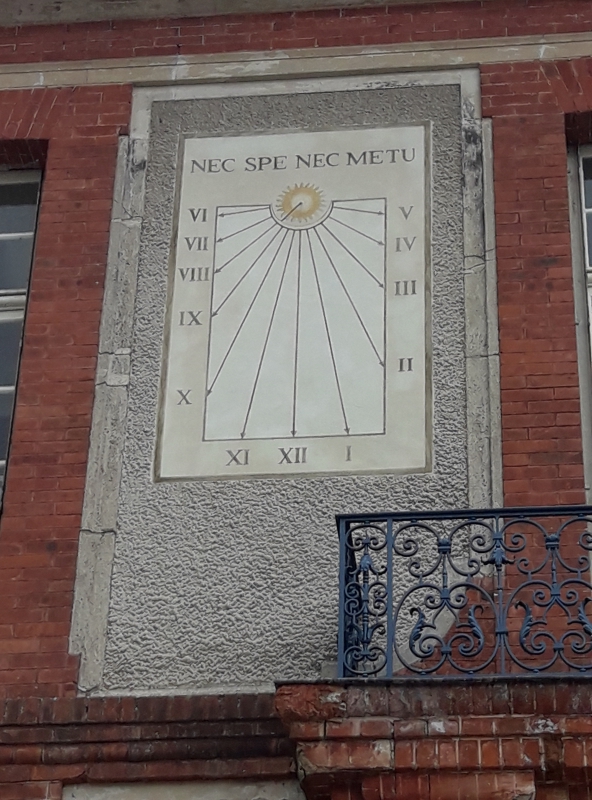 NEC SPE NEC METU
VI V
VII IV
VIII III
IX
II
X
XI XII I